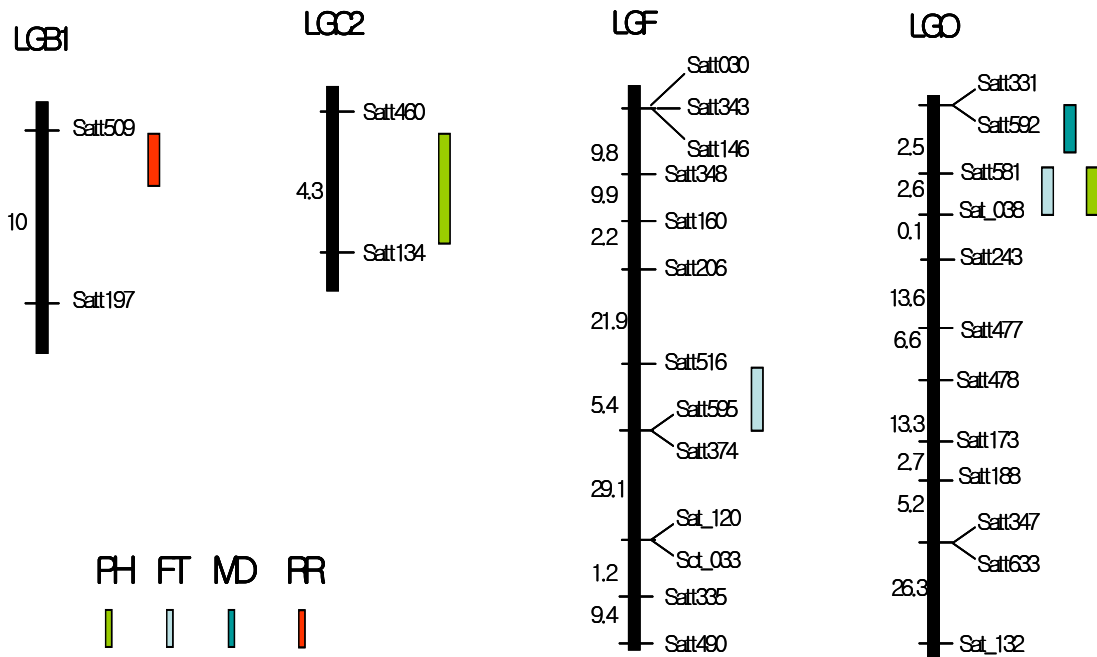 LGB1
Satt509
10
Satt197
LGC2
Satt460
4.3
Satt134
LGF
Satt030
Satt343
Satt146
9.8
Satt348
9.9
Satt160
2.2
Satt206
21.9
Satt516
5.4
Satt595
Satt374
29.1
Sat_120
Sct_033
1.2
Satt335
9.4
Satt490
LGO
Satt331
Satt592
2.5
Satt581
2.6
Sat_038
0.1
Satt243
13.6
Satt477
6.6
Satt478
13.3
Satt173
2.7
Satt188
5.2
Satt347
Satt633
26.3
Sat_132
PH FT MD RR